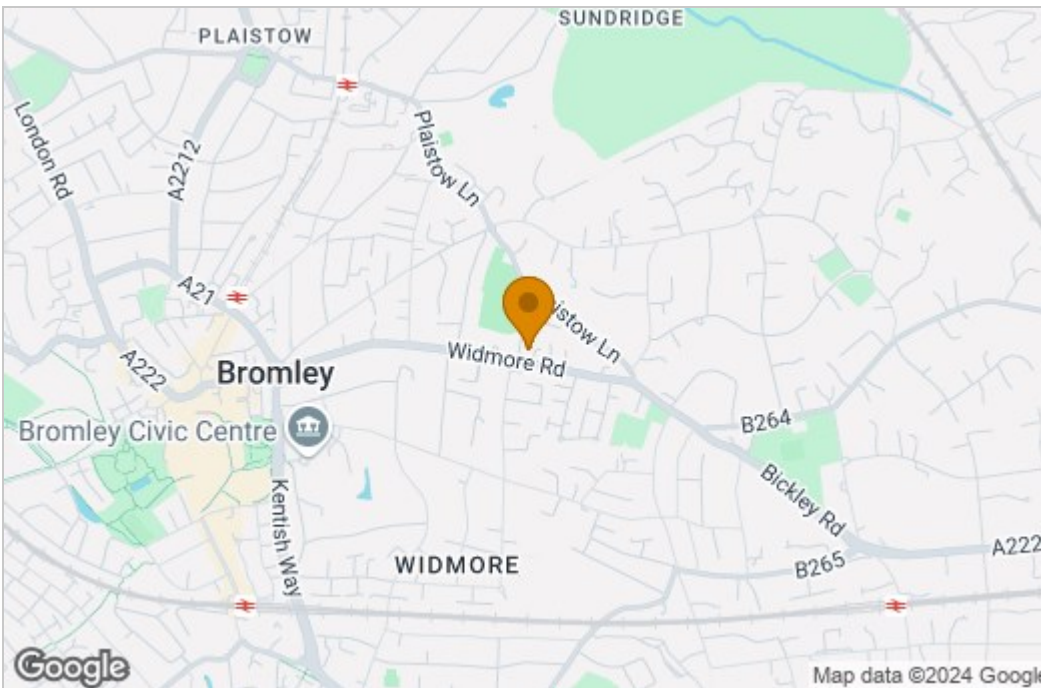 SUNDRIDGE
PLAISTOW
London Rd
A2212
Plaistow Ln
A21
istow Ln
Widmore Rd
A222
Bromley
Bromley Civic Centre
B264
Kentish Way
Bickley Rd
WIDMORE
B265
A222
Google
Map data ©2024 Google